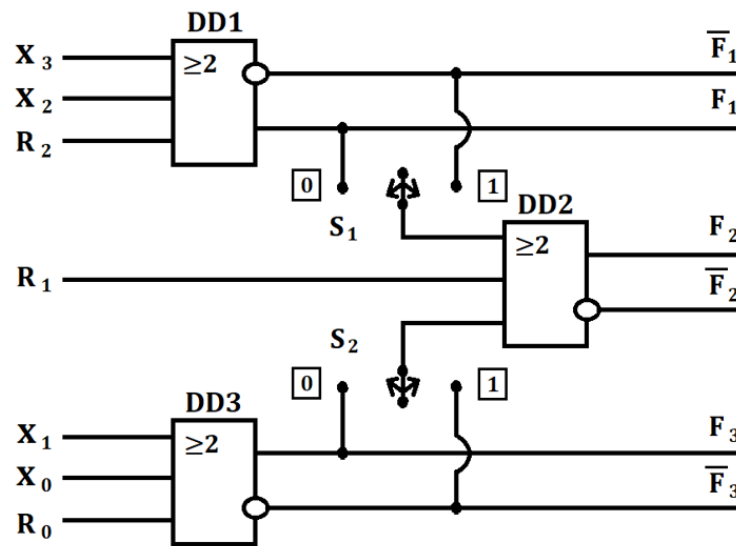 DD1
X₃
≥2
F̅₁
X₂
F₁
R₂
0
1
S₁
DD2
≥2
F₂
R₁
F̅₂
S₂
0
1
DD3
X₁
≥2
F₃
X₀
F̅₃
R₀